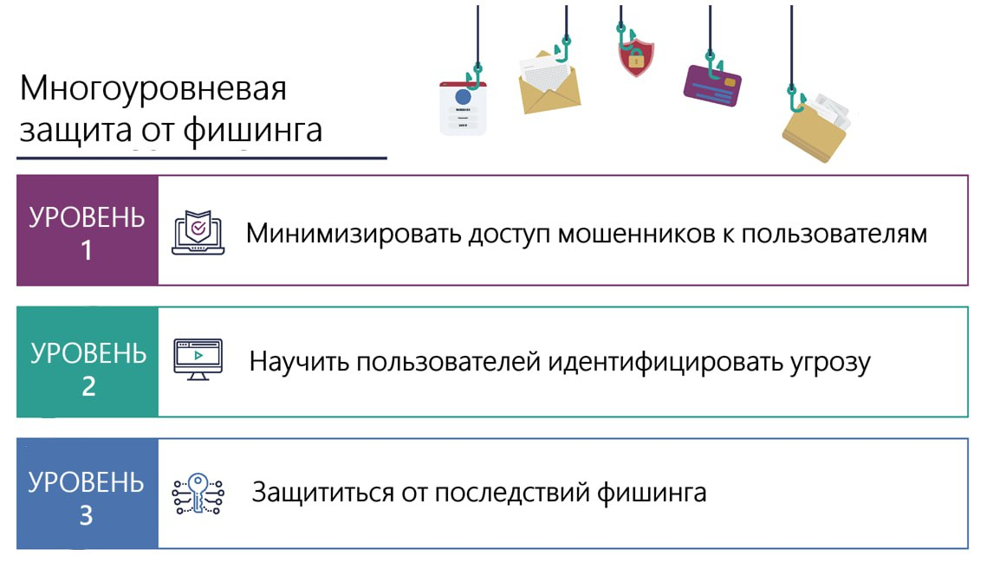 Многоуровневая
защита от фишинга
УРОВЕНЬ
1
Минимизировать доступ мошенников к пользователям
УРОВЕНЬ
2
Научить пользователей идентифицировать угрозу
УРОВЕНЬ
3
Защититься от последствий фишинга